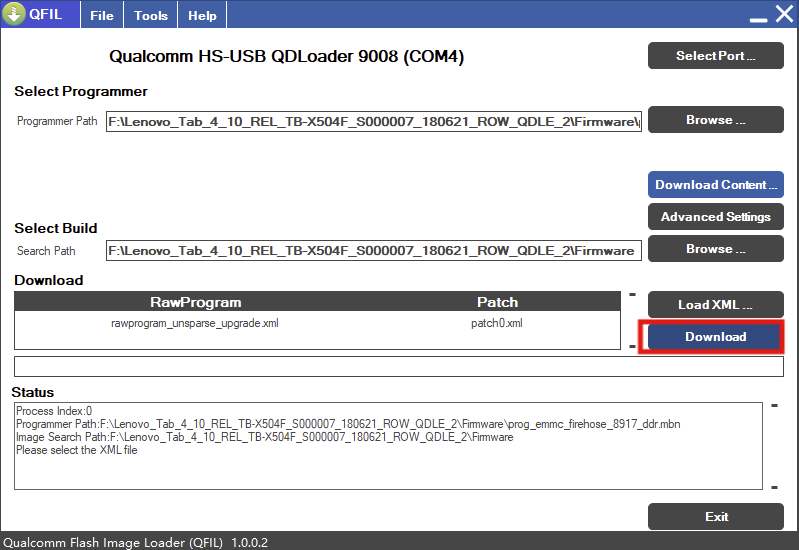 QFIL File Tools Help
Qualcomm HS-USB QDLoader 9008 (COM4)
Select Port ...
Select Programmer
Programmer Path F:\Lenovo_Tab_4_10_REL_TB-X504F_S000007_180621_ROW_QDLE_2\Firmware\
Browse ...
Download Content ...
Advanced Settings
Select Build
Search Path F:\Lenovo_Tab_4_10_REL_TB-X504F_S000007_180621_ROW_QDLE_2\Firmware
Browse ...
Download
RawProgram Patch
Load XML ...
rawprogram_unsparse_upgrade.xml patch0.xml
Download
Status
Process Index:0
Programmer Path:F:\Lenovo_Tab_4_10_REL_TB-X504F_S000007_180621_ROW_QDLE_2\Firmware\prog_emmc_firehose_8917_ddr.mbn
Image Search Path:F:\Lenovo_Tab_4_10_REL_TB-X504F_S000007_180621_ROW_QDLE_2\Firmware
Please select the XML file
Exit
Qualcomm Flash Image Loader (QFIL) 1.0.0.2